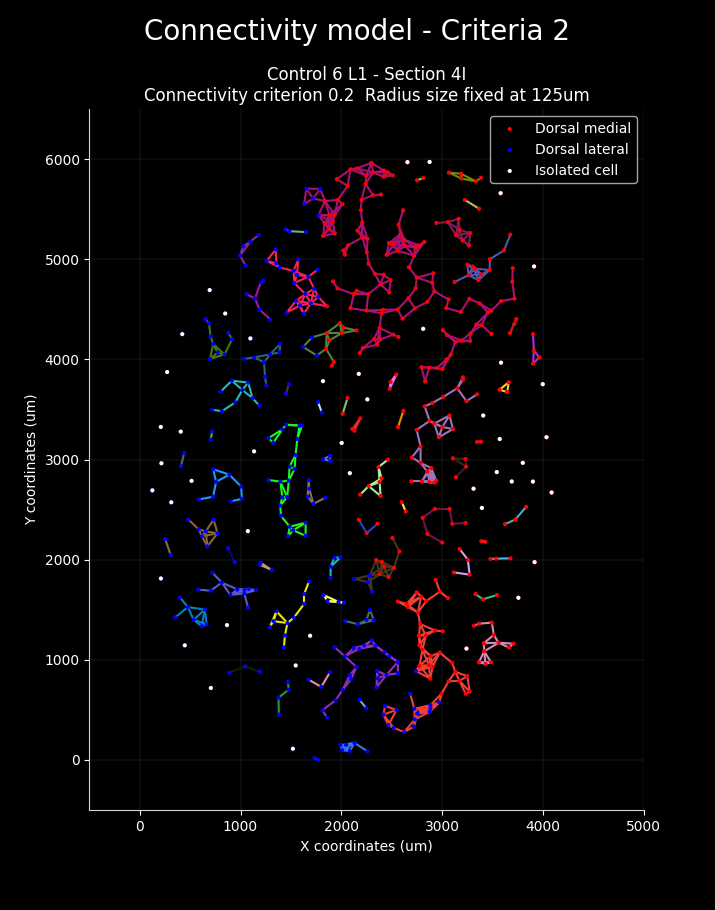 Connectivity model - Criteria 2
Control 6 L1 - Section 4I
Connectivity criterion 0.2  Radius size fixed at 125um
Dorsal medial
Dorsal lateral
Isolated cell
Y coordinates (um)
6000
5000
4000
3000
2000
1000
0
0 1000 2000 3000 4000 5000
X coordinates (um)